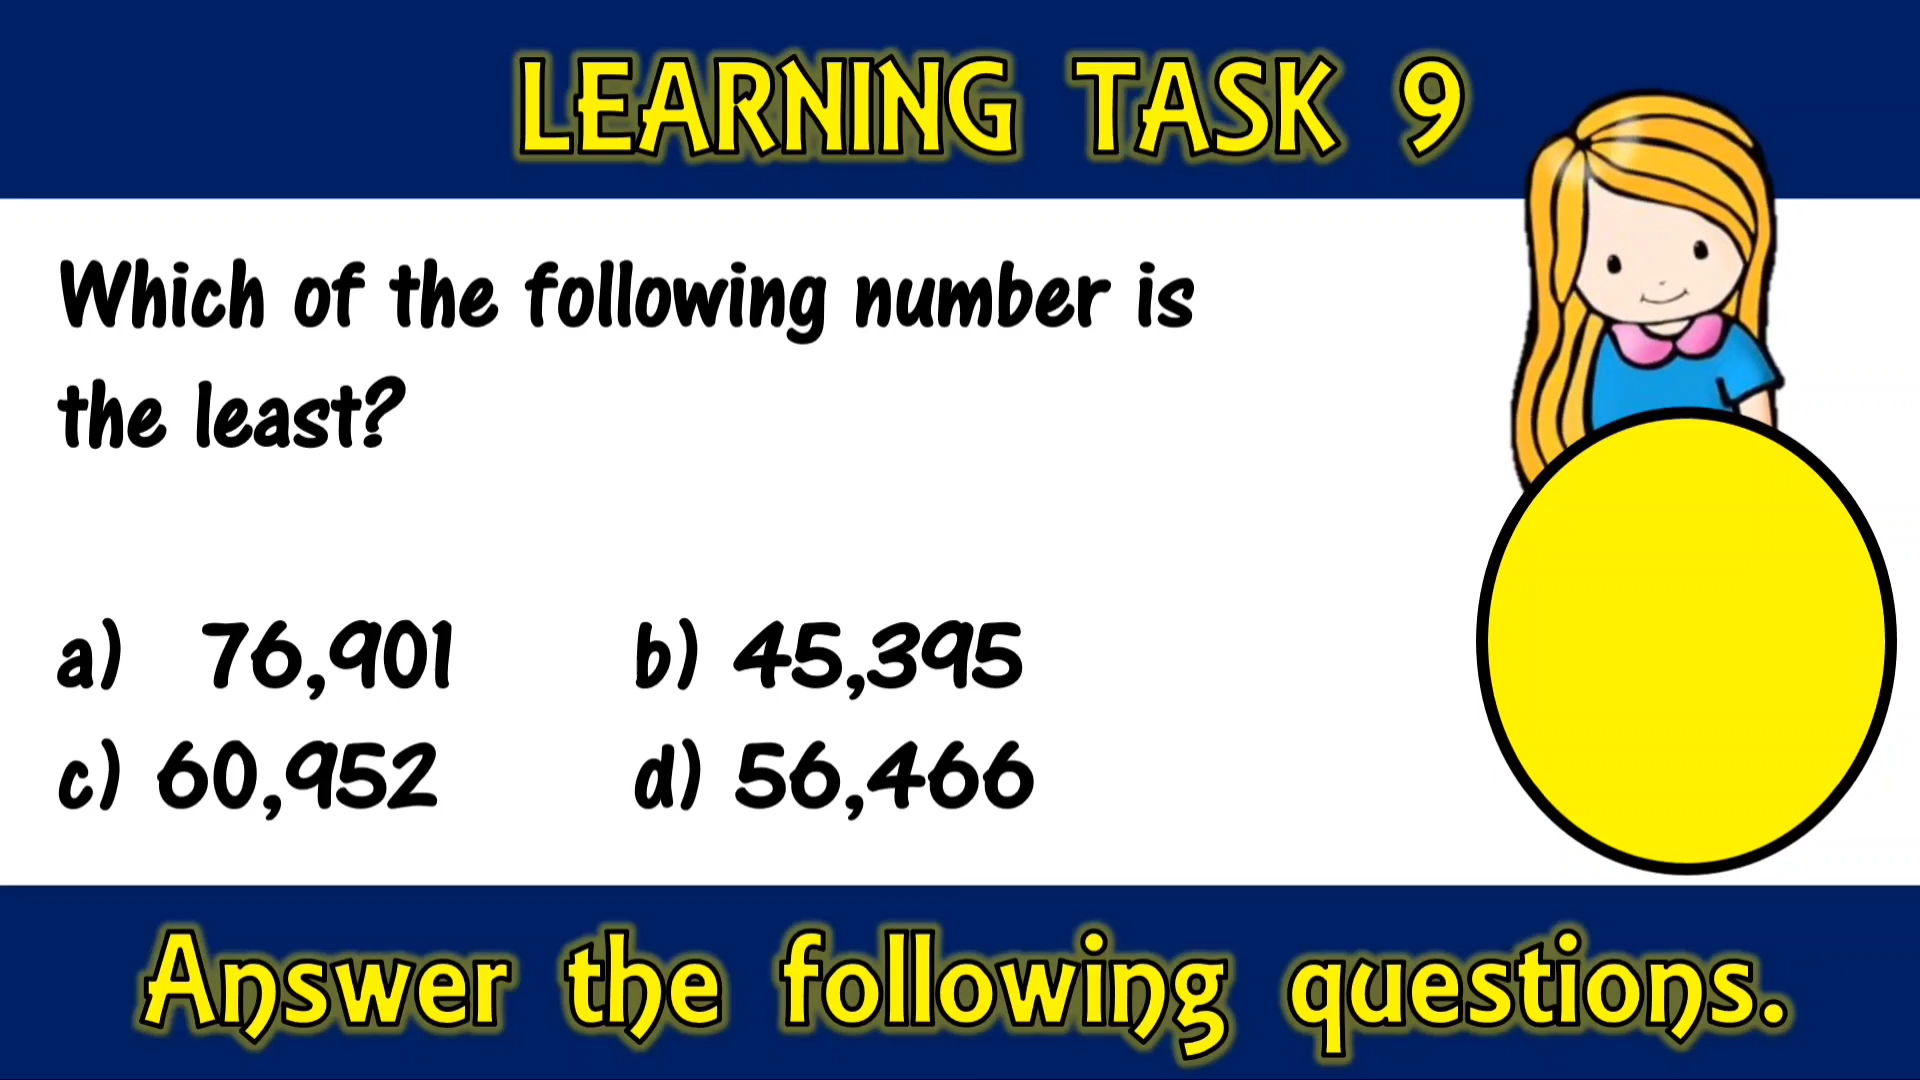 LEARNING TASK 9
Which of the following number is
the least?
a) 76,901 b) 45,395
c) 60,952 d) 56,466
Answer the following questions.